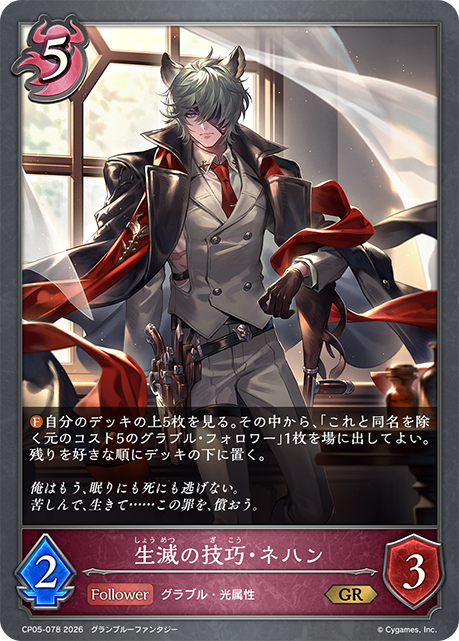 5
Ⓕ自分のデッキの上5枚を見る。その中から、「これと同名を除
く元のコスト5のグラブル・フォロワー」1枚を場に出してよい。
残りを好きな順にデッキの下に置く。
俺はもう、眠りにも死にも逃げない。
苦しんで、生きて……この罪を、償おう。
しょうめつ ぎこう
生滅の技巧・ネハン
2
Follower グラブル・光属性 GR
3
CP05-078 2026 グランブルーファンタジー © Cygames, Inc.